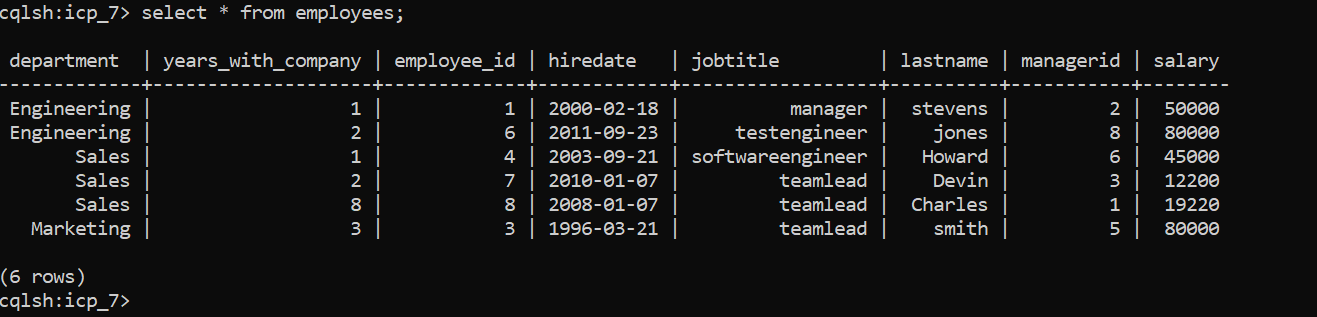 cqlsh:icp_7> select * from employees;
department | years_with_company | employee_id | hiredate | jobtitle | lastname | managerid | salary
-------------+--------------------+-------------+------------+------------------+----------+-----------+--------
Engineering | 1 | 1 | 2000-02-18 | manager | stevens | 2 | 50000
Engineering | 2 | 6 | 2011-09-23 | testengineer | jones | 8 | 80000
Sales | 1 | 4 | 2003-09-21 | softwareengineer | Howard | 6 | 45000
Sales | 2 | 7 | 2010-01-07 | teamlead | Devin | 3 | 12200
Sales | 8 | 8 | 2008-01-07 | teamlead | Charles | 1 | 19220
Marketing | 3 | 3 | 1996-03-21 | teamlead | smith | 5 | 80000
(6 rows)
cqlsh:icp_7>